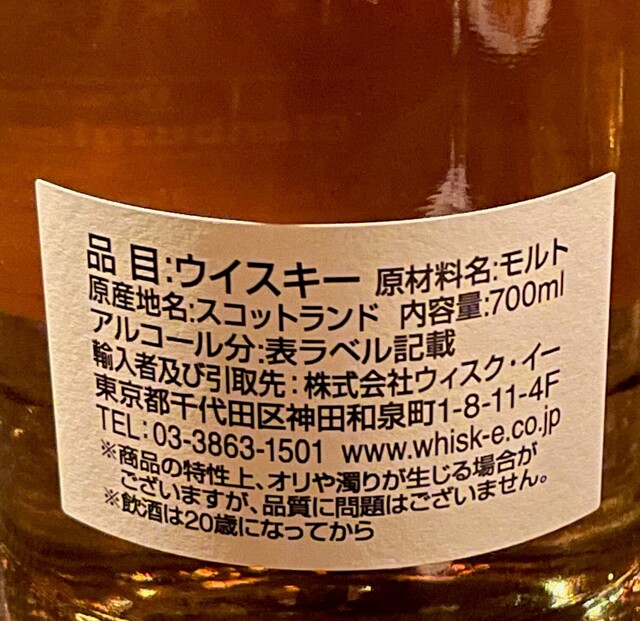 品 目:ウイスキー 原材料名:モルト
原産地名:スコットランド 内容量:700ml
アルコール分:表ラベル記載
輸入者及び引取先:株式会社ウィスク・イー
東京都千代田区神田和泉町1-8-11-4F
TEL:03-3863-1501 www.whisk-e.co.jp
※商品の特性上、オリや濁りが生じる場合が
ございますが、品質に問題はございません。
※飲酒は20歳になってから